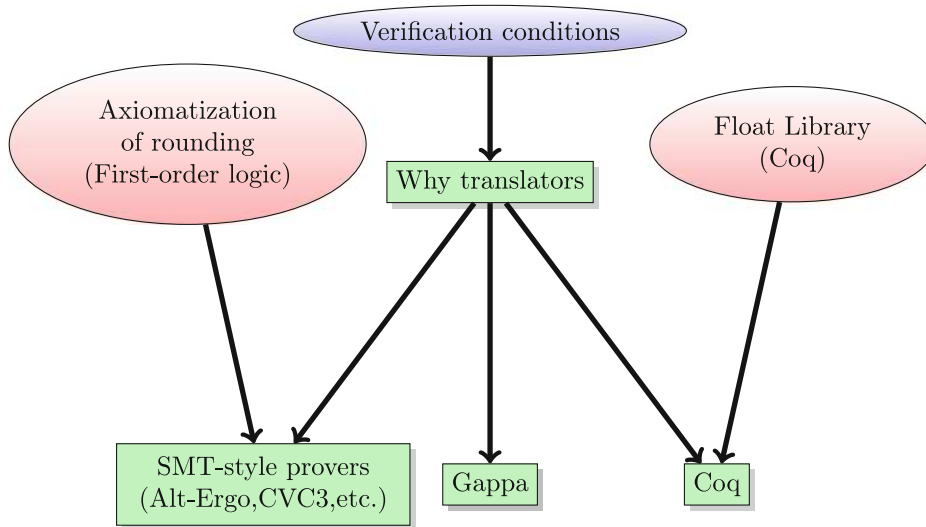 Verification conditions
Axiomatization
of rounding
(First-order logic)
Float Library
(Coq)
Why translators
SMT-style provers
(Alt-Ergo,CVC3,etc.)
Gappa
Coq